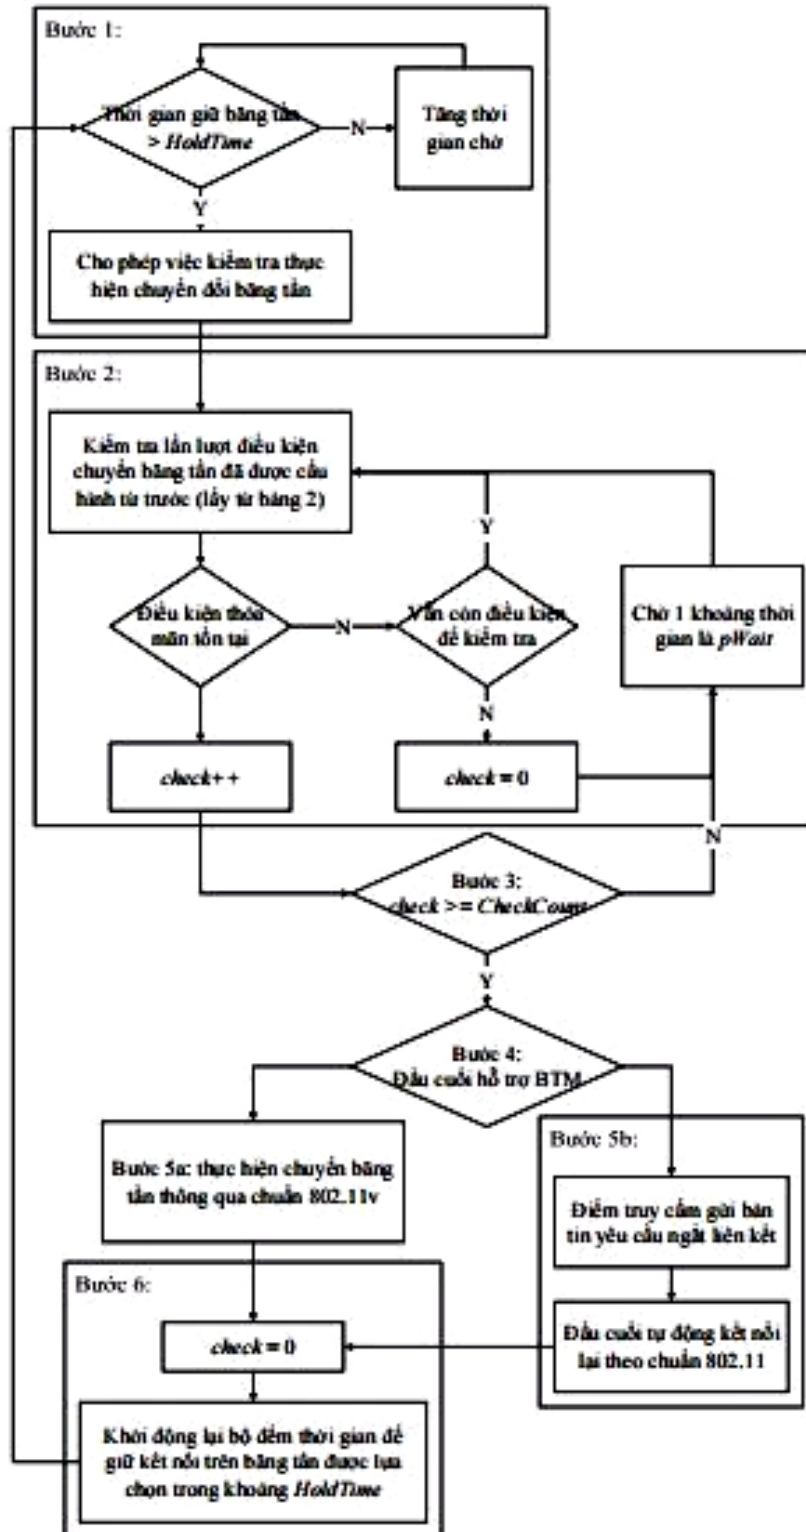 Bước 1:
Thời gian giữ băng tần
> HoldTime
N
Tăng thời
gian chờ
Y
Cho phép việc kiểm tra thực
hiện chuyển đổi băng tần
Bước 2:
Kiểm tra lần lượt điều kiện
chuyển băng tần đã được cấu
hình từ trước (lấy từ bảng 2)
Y
Điều kiện thỏa
mãn tồn tại
N
Vẫn còn điều kiện
để kiểm tra
Chờ 1 khoảng thời
gian là pWait
N
check++
check = 0
N
Bước 3:
check >= CheckCount
Y
Bước 4:
Đầu cuối hỗ trợ BTM
Bước 5a: thực hiện chuyển băng
tần thông qua chuẩn 802.11v
Bước 5b:
Điểm truy cấm gửi bản
tin yêu cầu ngắt liên kết
Đầu cuối tự động kết nối
lại theo chuẩn 802.11
Bước 6:
check = 0
Khởi động lại bộ đếm thời gian để
giữ kết nối trên băng tần được lựa
chọn trong khoảng HoldTime